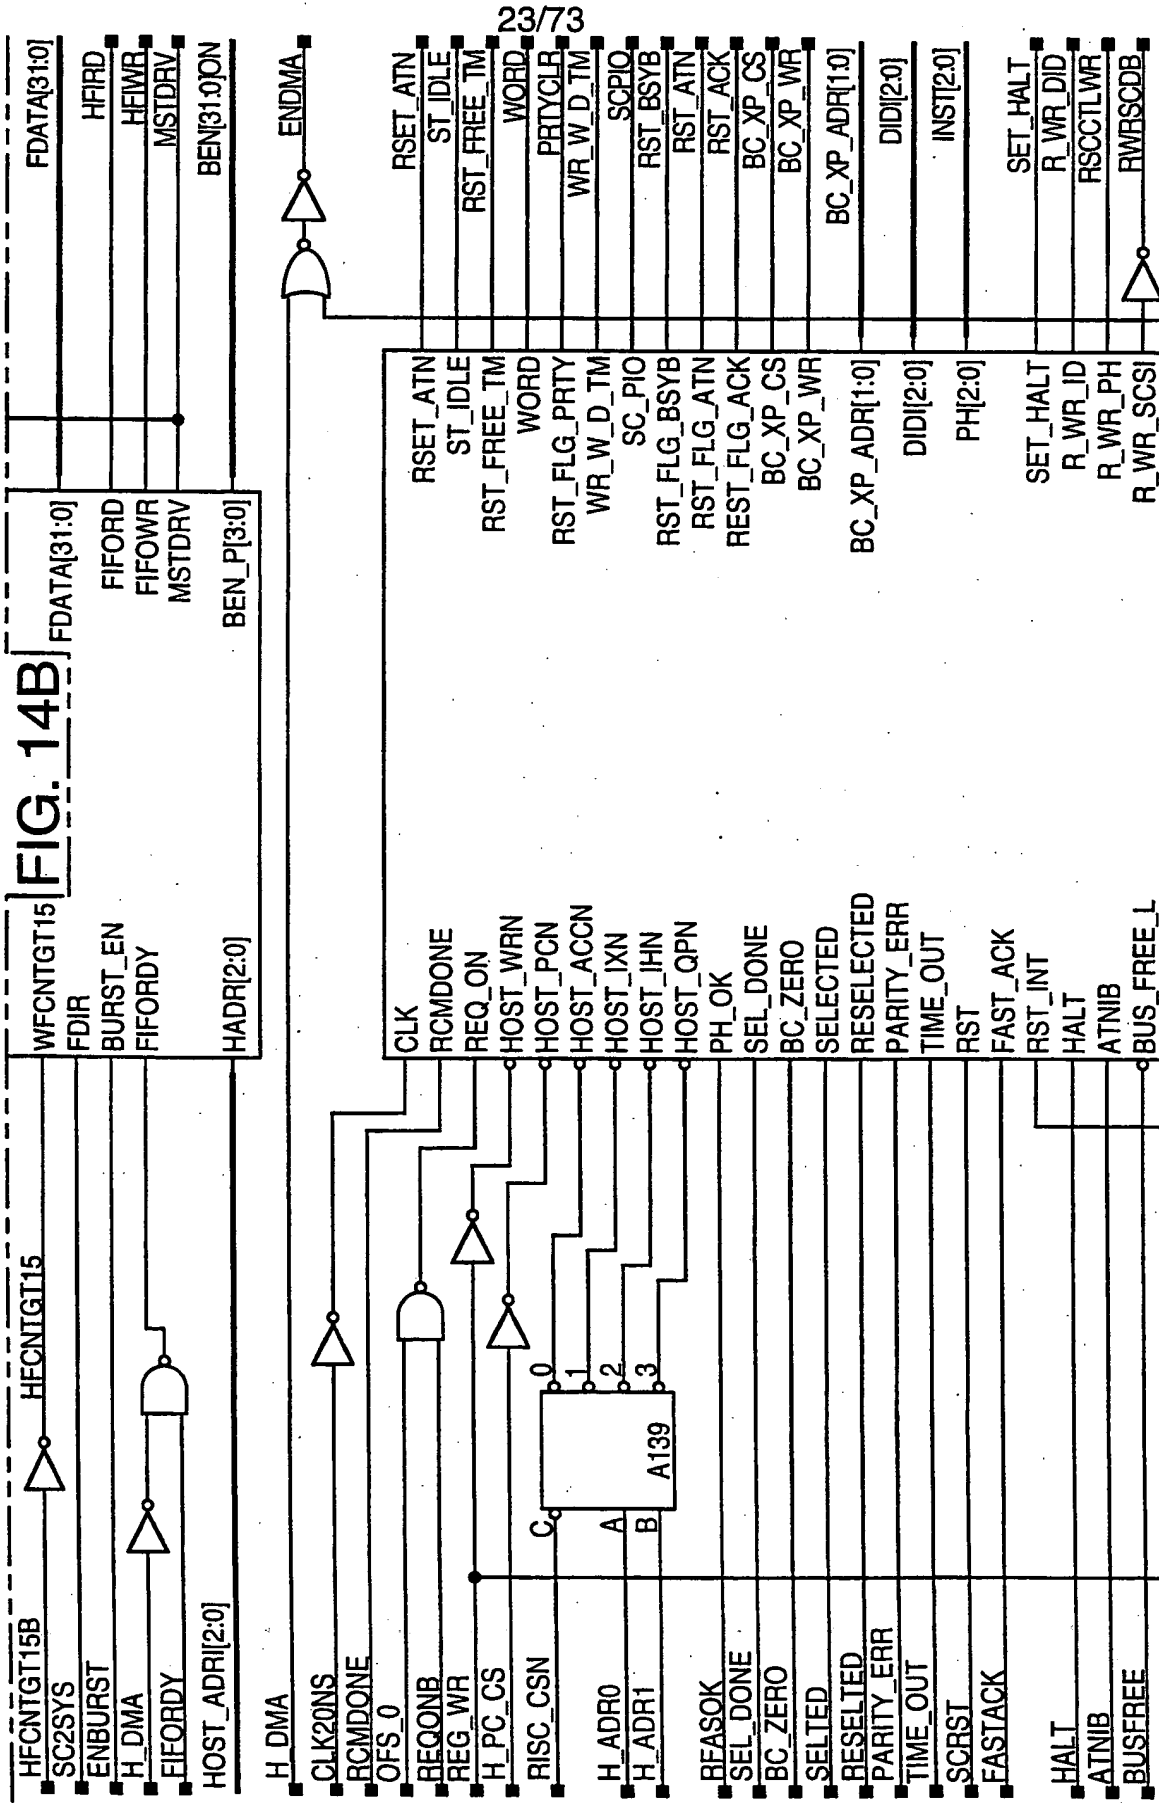 23/73
FIG. 14B
HFCNTGT15B
SC2SYS
ENBURST
H_DMA
FIFORDY
HOST_ADRI[2:0]
HFCNTGT15
WFCNTGT15
FDIR
BURST_EN
FIFORDY
HADR[2:0]
FDATA[31:0]
FIFORD
FIFOWR
MSTDRV
BEN_P[3:0]
FDATA[31:0]
HFIRD
HFIWR
MSTDRV
BEN[31:0]ON
H_DMA
CLK20NS
RCMDONE
OFS_0
REQONB
REG_WR
H_PC_CS
RISC_CSN
H_ADR0
H_ADR1
RFASOK
SEL_DONE
BC_ZERO
SELTED
RESELTED
PARITY_ERR
TIME_OUT
SCRST
FASTACK
HALT
ATNIB
BUSFREE
C
A
B
A139
0
1
2
3
CLK
RCMDONE
REQ_ON
HOST_WRN
HOST_PCN
HOST_ACCN
HOST_IXN
HOST_IHN
HOST_QPN
PH_OK
SEL_DONE
BC_ZERO
SELECTED
RESELECTED
PARITY_ERR
TIME_OUT
RST
FAST_ACK
RST_INT
HALT
ATNIB
BUS_FREE_L
RSET_ATN
ST_IDLE
RST_FREE_TM
WORD
RST_FLG_PRTY
WR_W_D_TM
SC_PIO
RST_FLG_BSYB
RST_FLG_ATN
REST_FLG_ACK
BC_XP_CS
BC_XP_WR
BC_XP_ADR[1:0]
DIDI[2:0]
PH[2:0]
SET_HALT
R_WR_ID
R_WR_PH
R_WR_SCSI
ENDMA
RSET_ATN
ST_IDLE
RST_FREE_TM
WORD
PRTYCLR
WR_W_D_TM
SCPIO
RST_BSYB
RST_ATN
RST_ACK
BC_XP_CS
BC_XP_WR
BC_XP_ADR[1:0]
DIDI[2:0]
INST[2:0]
SET_HALT
R_WR_DID
RSCCTLWR
RWRSCDB